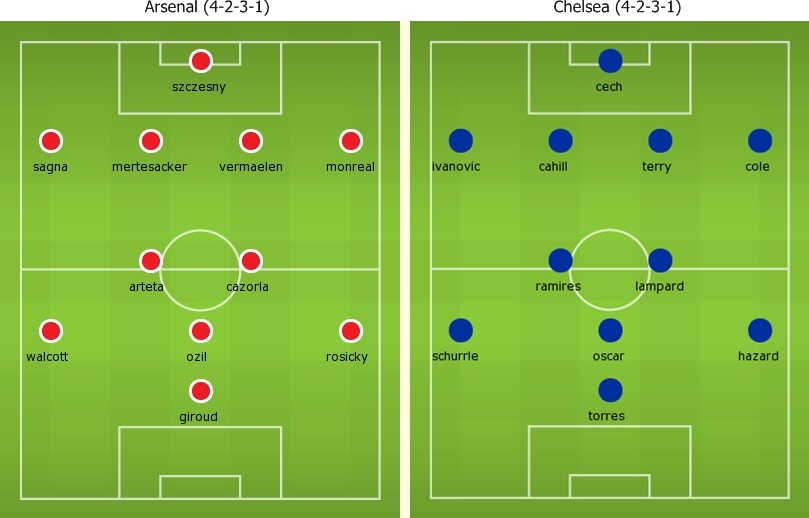 Arsenal (4-2-3-1)
szczesny
sagna mertesacker vermaelen monreal
arteta cazorla
walcott ozil rosicky
giroud
Chelsea (4-2-3-1)
cech
ivanovic cahill terry cole
ramires lampard
schurrle oscar hazard
torres